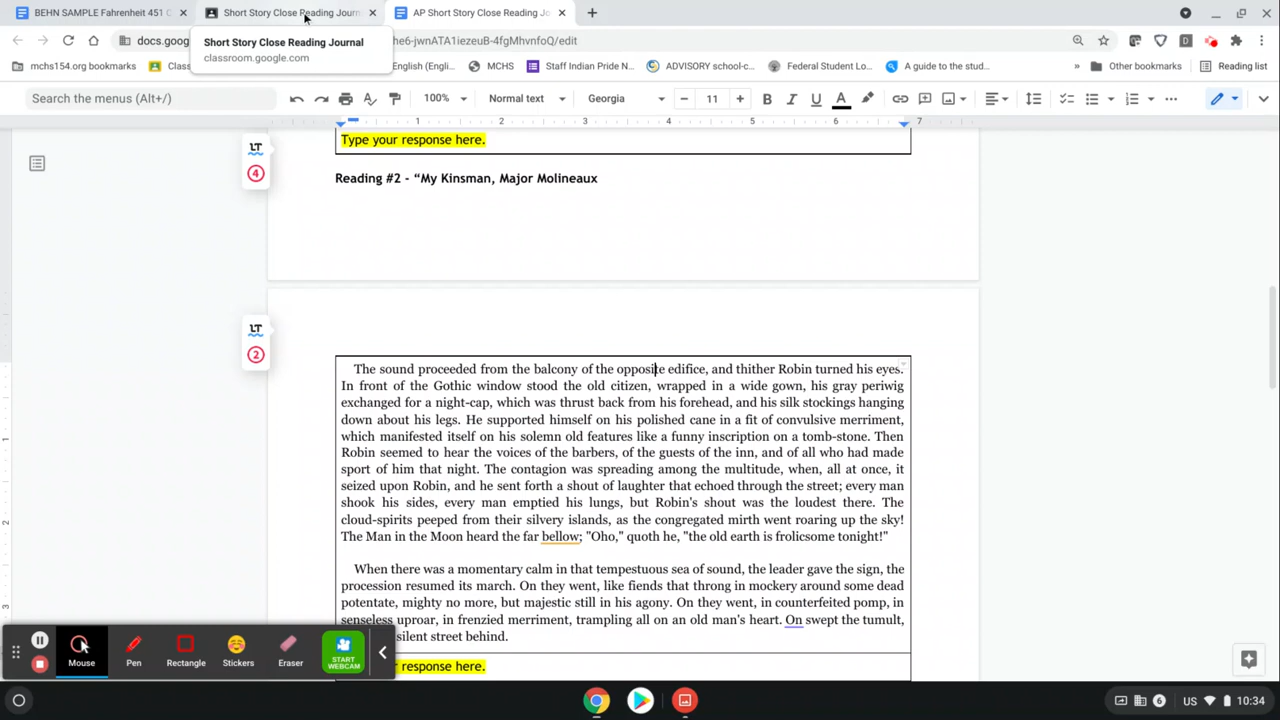 BEHN SAMPLE Fahrenheit 451 C
Short Story Close Reading Journ
AP Short Story Close Reading Jo
docs.goog
he6-jwnATA1iezeuB-4fgMhvnfoQ/edit
Short Story Close Reading Journal
classroom.google.com
mchs154.org bookmarks
Class
English (Engli...
MCHS
Staff Indian Pride N...
ADVISORY school-c...
Federal Student Lo...
A guide to the stud...
»
Other bookmarks
Reading list
Search the menus (Alt+/)
100%
Normal text
Georgia
11
B I U A
1 2 3 4 5 6 7
LT
4
Type your response here.
Reading #2 - “My Kinsman, Major Molineaux
LT
2
The sound proceeded from the balcony of the opposite edifice, and thither Robin turned his eyes.
In front of the Gothic window stood the old citizen, wrapped in a wide gown, his gray periwig
exchanged for a night-cap, which was thrust back from his forehead, and his silk stockings hanging
down about his legs. He supported himself on his polished cane in a fit of convulsive merriment,
which manifested itself on his solemn old features like a funny inscription on a tomb-stone. Then
Robin seemed to hear the voices of the barbers, of the guests of the inn, and of all who had made
sport of him that night. The contagion was spreading among the multitude, when, all at once, it
seized upon Robin, and he sent forth a shout of laughter that echoed through the street; every man
shook his sides, every man emptied his lungs, but Robin's shout was the loudest there. The
cloud-spirits peeped from their silvery islands, as the congregated mirth went roaring up the sky!
The Man in the Moon heard the far bellow; "Oho," quoth he, "the old earth is frolicsome tonight!"
When there was a momentary calm in that tempestuous sea of sound, the leader gave the sign, the
procession resumed its march. On they went, like fiends that throng in mockery around some dead
potentate, mighty no more, but majestic still in his agony. On they went, in counterfeited pomp, in
senseless uproar, in frenzied merriment, trampling all on an old man's heart. On swept the tumult,
silent street behind.
response here.
1
2
3
Mouse
Pen
Rectangle
Stickers
Eraser
START
WEBCAM
6
US
10:34